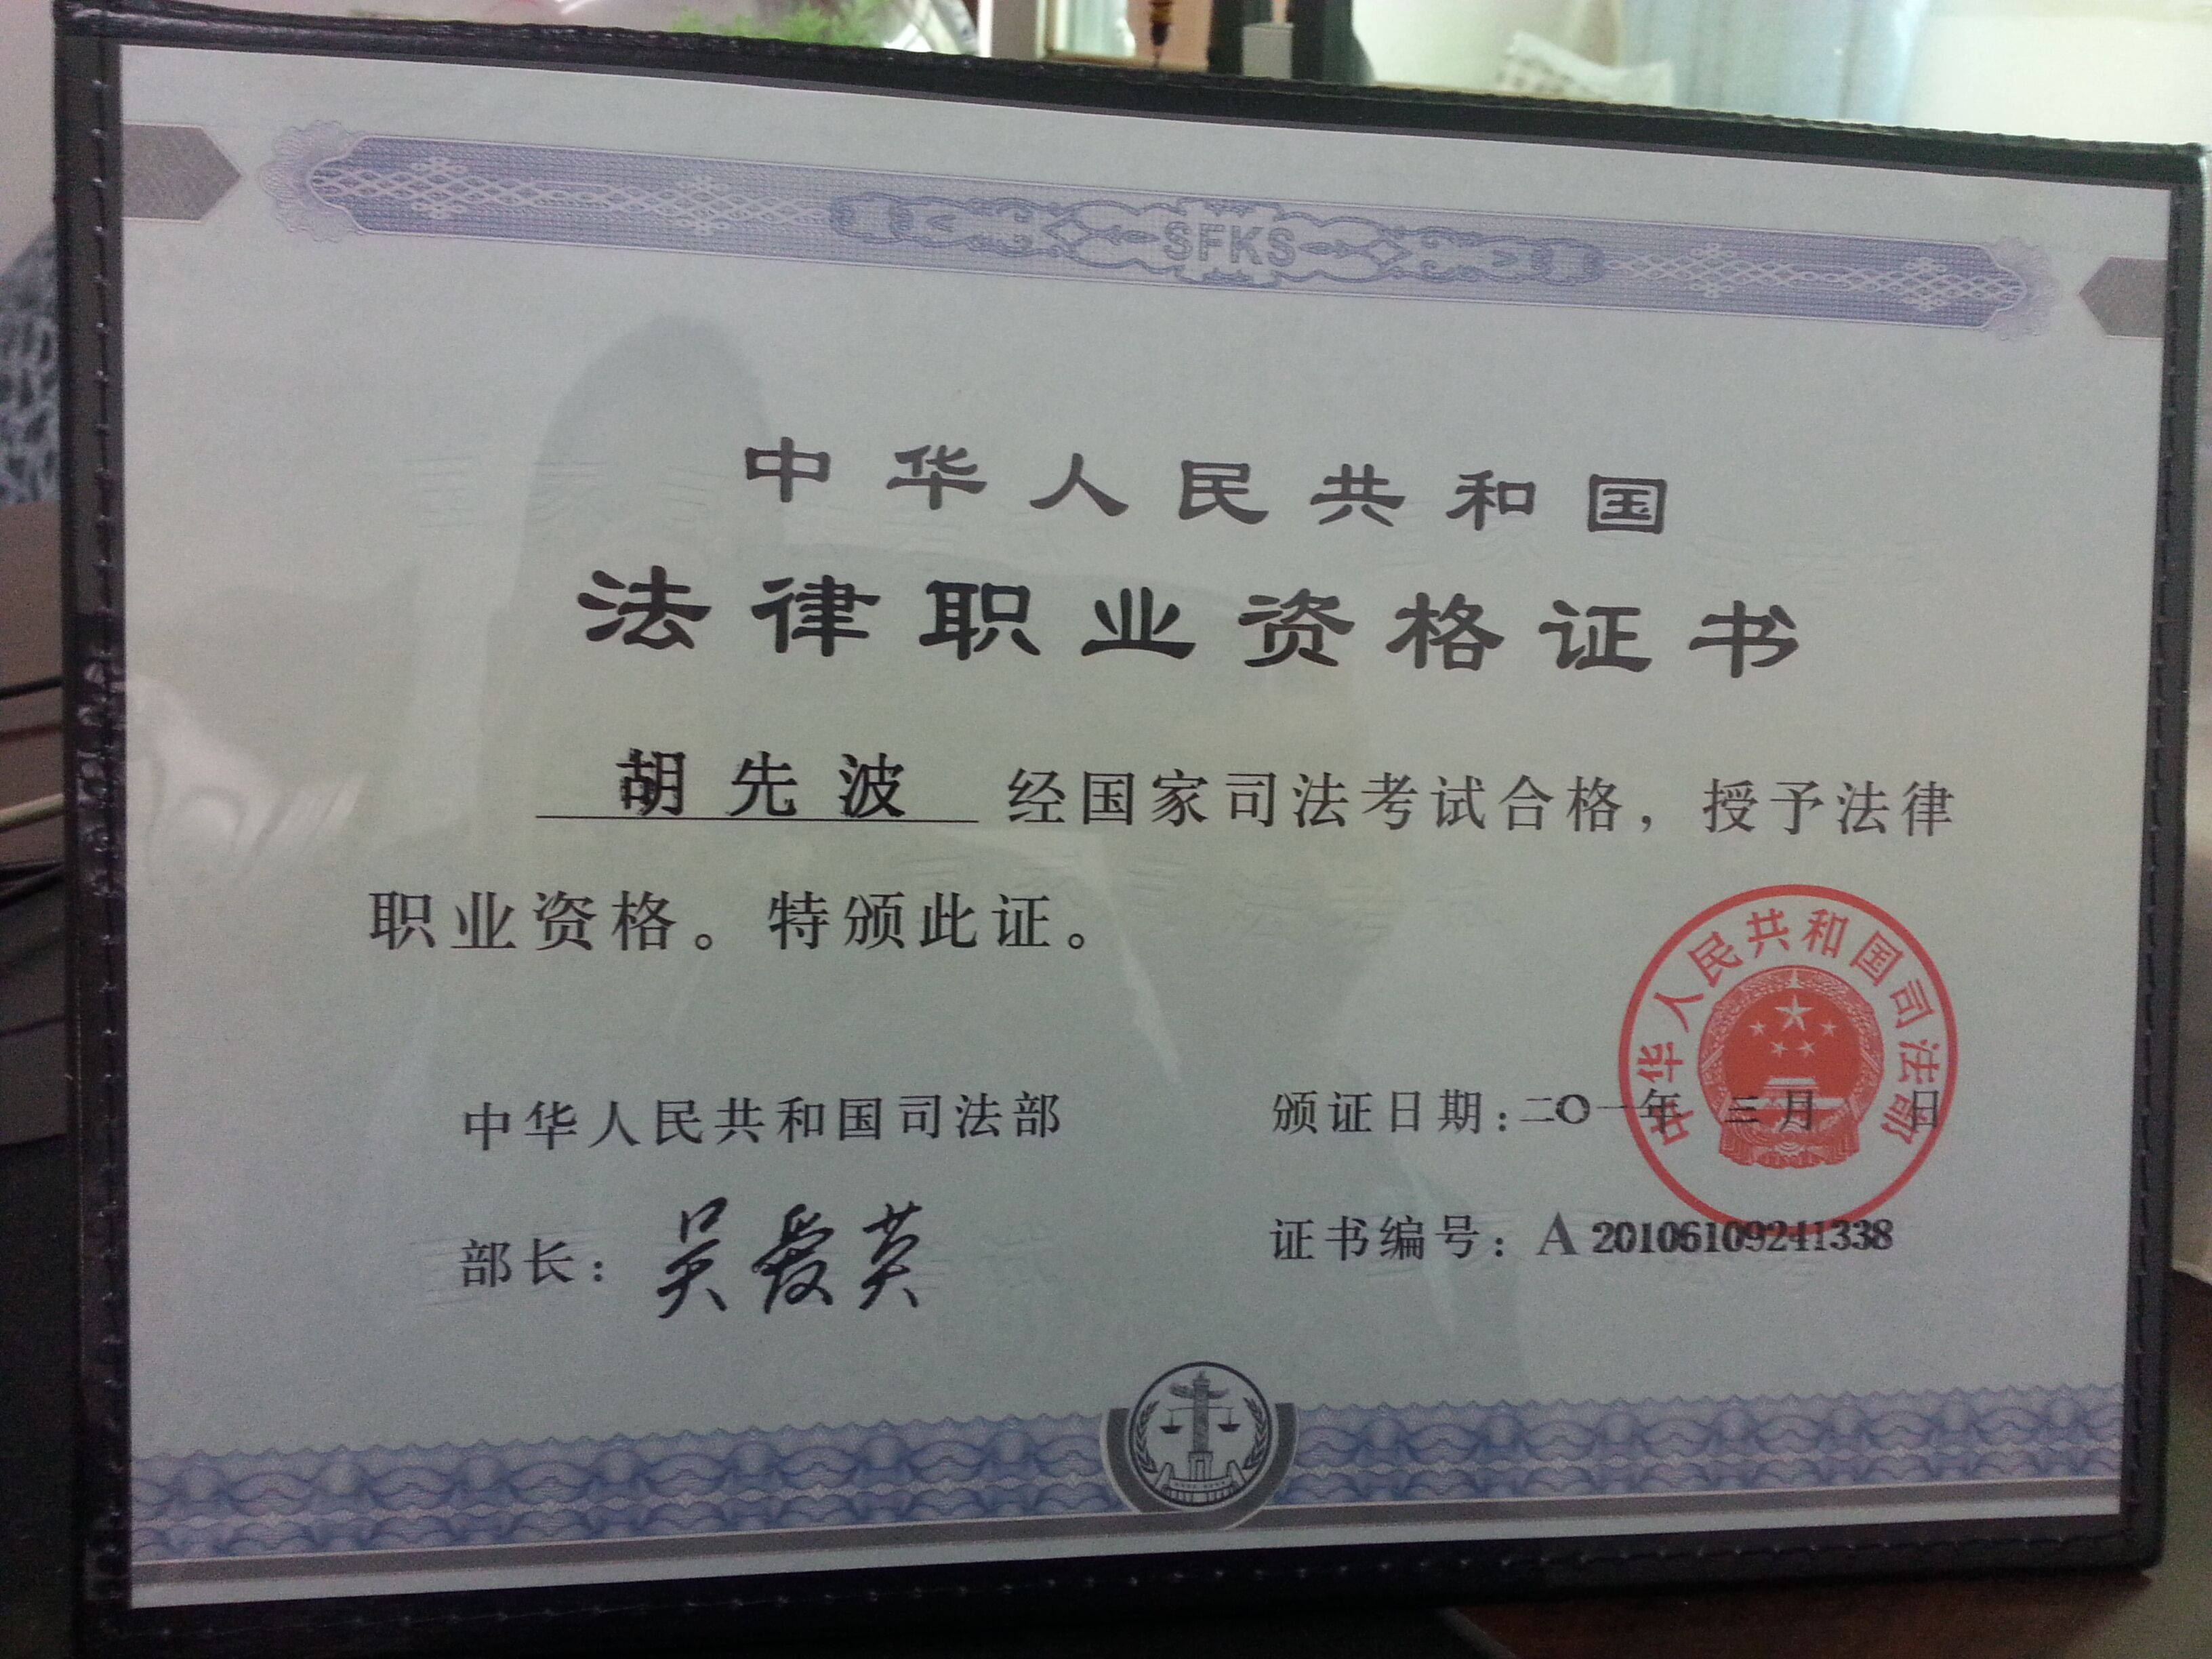 SFKS
中华人民共和国
法律职业资格证书
胡先波 经国家司法考试合格，授予法律
职业资格。特颁此证。
中华人民共和国司法部
颁证日期：二〇一一年 三月 日
部长：吴爱英
证书编号：A 20106109241338
中华人民共和国司法部